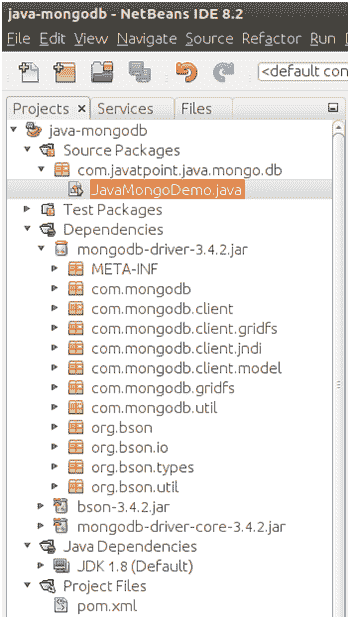 java-mongodb - NetBeans IDE 8.2
File Edit View Navigate Source Refactor Run
<default con
Projects Services Files
java-mongodb
Source Packages
com.javatpoint.java.mongo.db
JavaMongoDemo.java
Test Packages
Dependencies
mongodb-driver-3.4.2.jar
META-INF
com.mongodb
com.mongodb.client
com.mongodb.client.gridfs
com.mongodb.client.jndi
com.mongodb.client.model
com.mongodb.gridfs
com.mongodb.util
org.bson
org.bson.io
org.bson.types
org.bson.util
bson-3.4.2.jar
mongodb-driver-core-3.4.2.jar
Java Dependencies
JDK 1.8 (Default)
Project Files
pom.xml